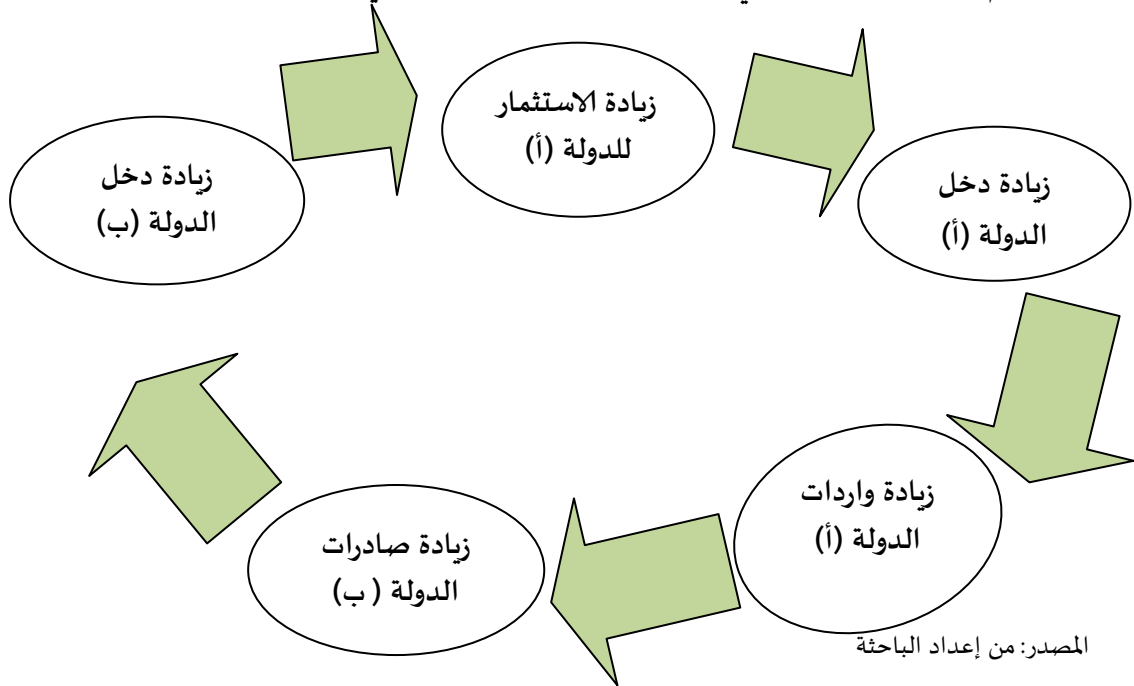 زيادة الاستثمار
للدولة (أ)
زيادة دخل
الدولة (أ)
زيادة واردات
الدولة (أ)
زيادة صادرات
الدولة ( ب)
زيادة دخل
الدولة (ب)
المصدر: من إعداد الباحثة